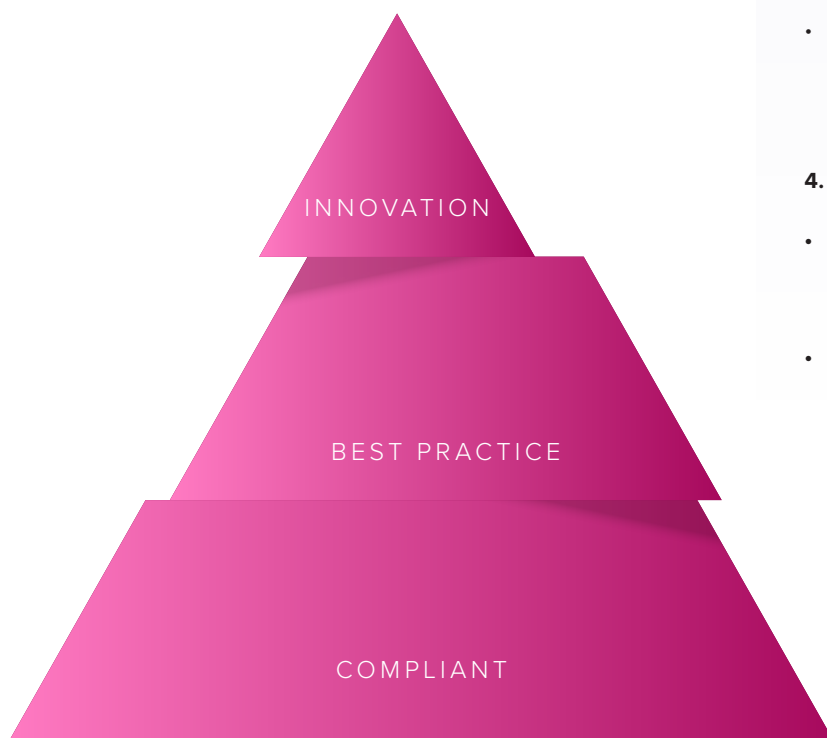 •
4.
INNOVATION
•
•
BEST PRACTICE
COMPLIANT